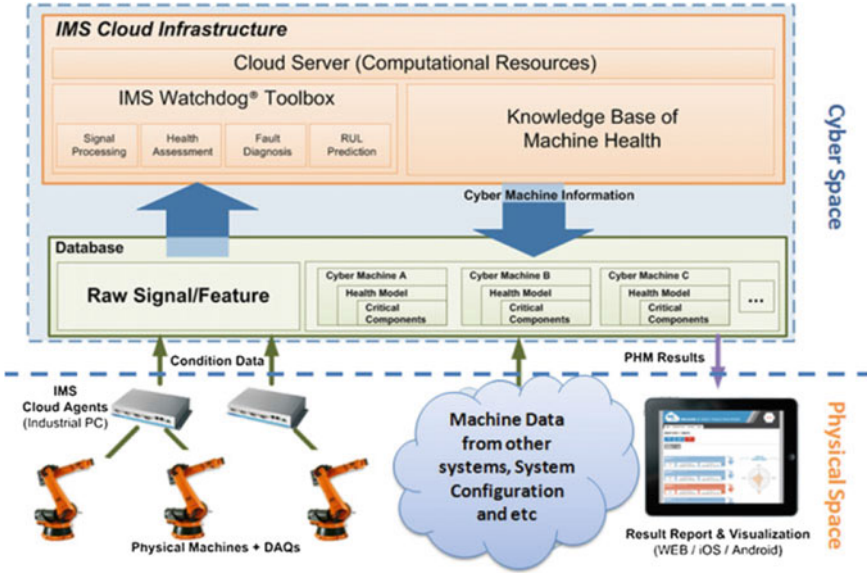 IMS Cloud Infrastructure
Cloud Server (Computational Resources)
IMS Watchdog® Toolbox
Signal
Processing
Health
Assessment
Fault
Diagnosis
RUL
Prediction
Knowledge Base of
Machine Health
Cyber Machine Information
Cyber Space
Database
Raw Signal/Feature
Cyber Machine A
Health Model
Critical
Components
Cyber Machine B
Health Model
Critical
Components
Cyber Machine C
Health Model
Critical
Components
...
Condition Data
PHM Results
IMS
Cloud Agents
(Industrial PC)
Physical Machines + DAQs
Machine Data
from other
systems, System
Configuration
and etc
Result Report & Visualization
(WEB / iOS / Android)
Physical Space